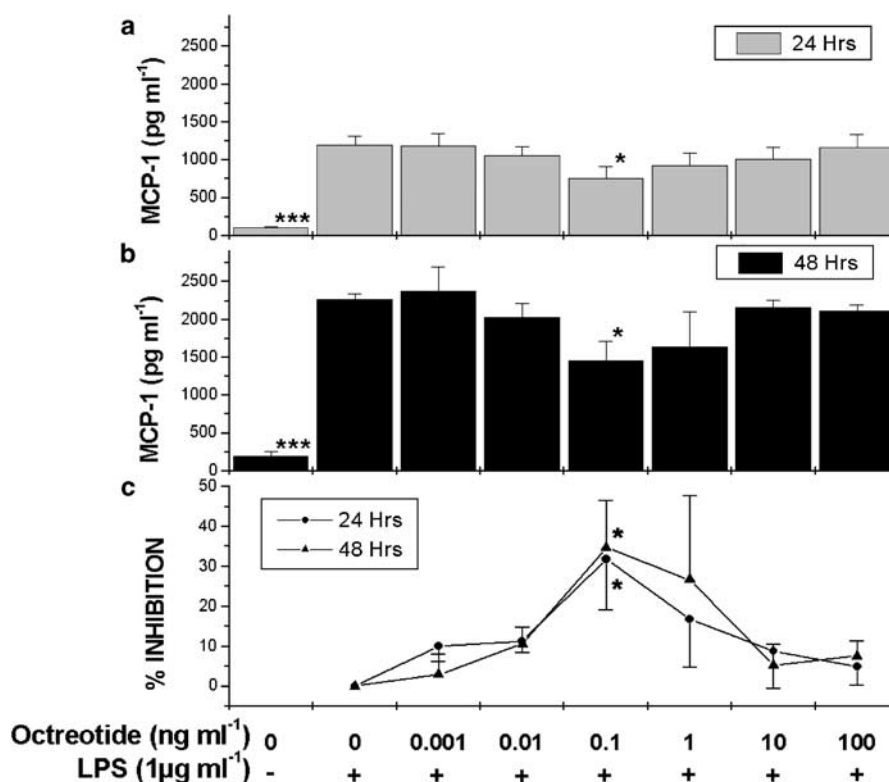 a
24 Hrs
MCP-1 (pg ml⁻¹)
2500
2000
1500
1000
500
0
***
*
b
48 Hrs
MCP-1 (pg ml⁻¹)
2500
2000
1500
1000
500
0
***
*
c
24 Hrs
48 Hrs
% INHIBITION
50
40
30
20
10
0
*
*
Octreotide (ng ml⁻¹) 0 0 0.001 0.01 0.1 1 10 100
LPS (1µg ml⁻¹) - + + + + + + +